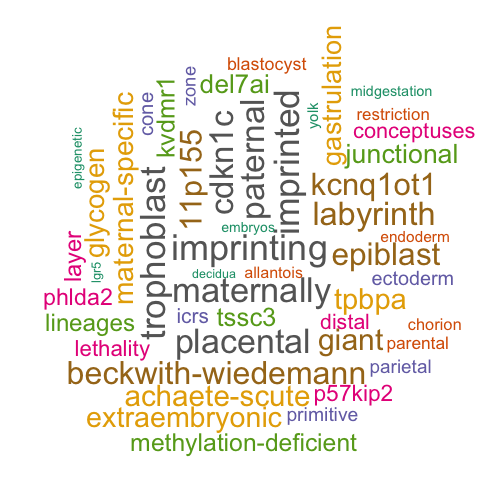 blastocyst
del7ai
midgestation
gastrulation
zone
kvdmr1
cone
yolk
restriction
conceptuses
junctional
epigenetic
glycogen
maternal-specific
11p155
cdkn1c
paternal
imprinted
kcnq1ot1
labyrinth
trophoblast
embryos
endoderm
layer
lgr5
imprinting
epiblast
decidua
allantois
ectoderm
phlda2
maternally
tpbpa
lineages
icrs
tssc3
distal
chorion
lethality
placental
giant
parental
beckwith-wiedemann
parietal
achaete-scute
p57kip2
extraembryonic
primitive
methylation-deficient